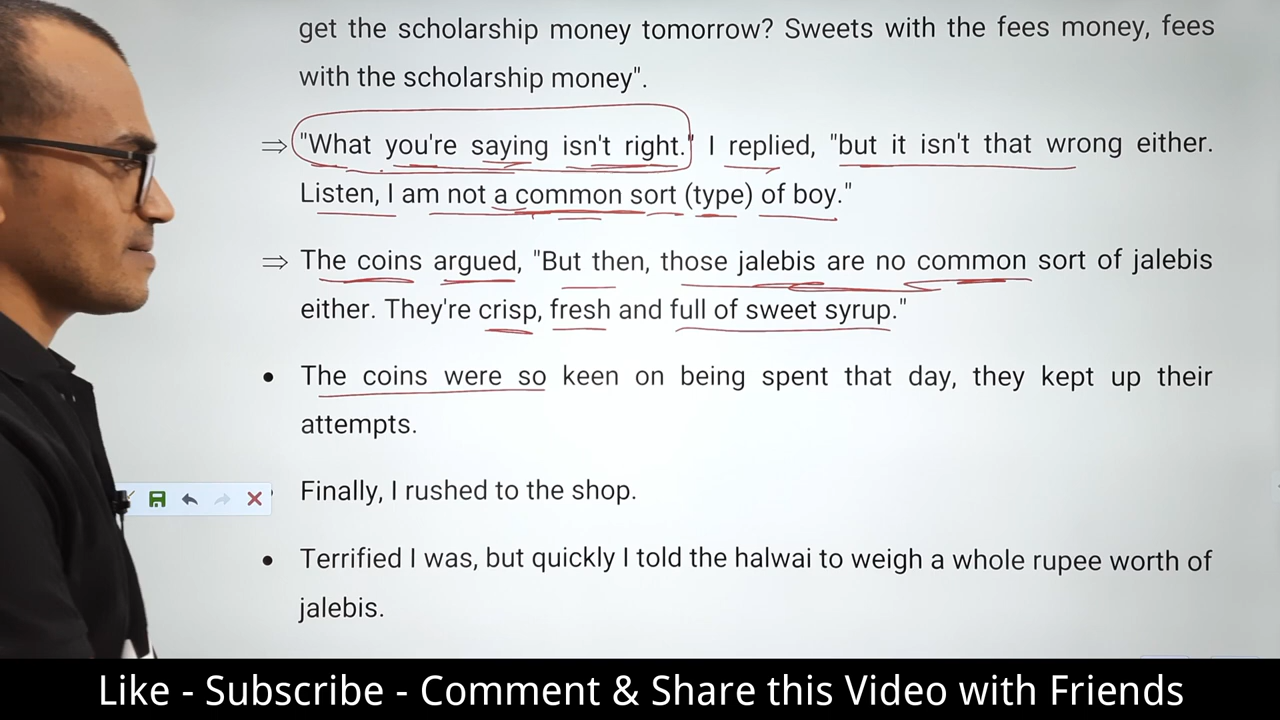 get the scholarship money tomorrow? Sweets with the fees money, fees
with the scholarship money".
⇒ "What you're saying isn't right." I replied, "but it isn't that wrong either.
Listen, I am not a common sort (type) of boy."
⇒ The coins argued, "But then, those jalebis are no common sort of jalebis
either. They're crisp, fresh and full of sweet syrup."
• The coins were so keen on being spent that day, they kept up their
attempts.
Finally, I rushed to the shop.
• Terrified I was, but quickly I told the halwai to weigh a whole rupee worth of
jalebis.
Like - Subscribe - Comment & Share this Video with Friends